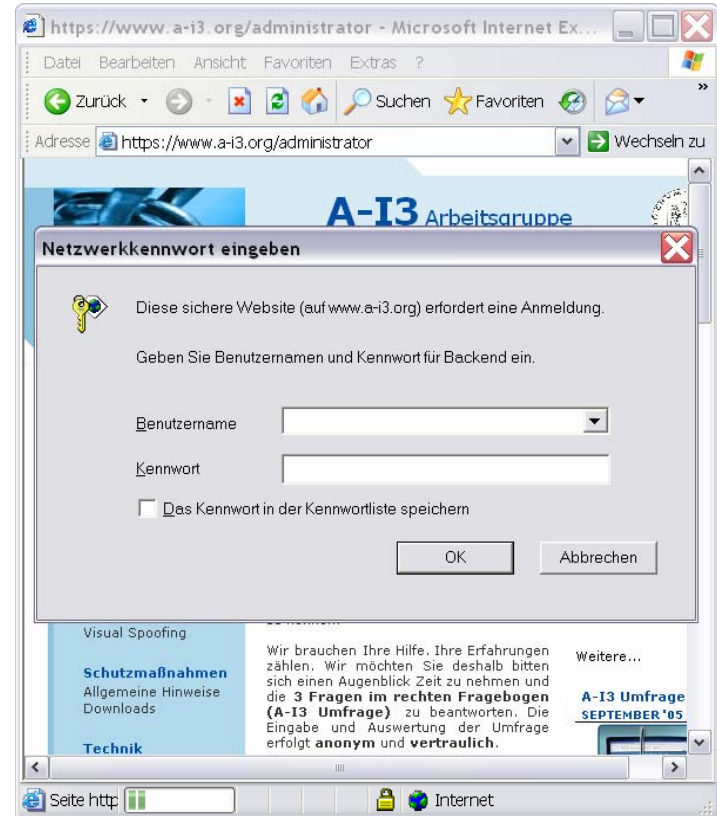 https://www.a-i3.org/administrator - Microsoft Internet Ex...
Datei Bearbeiten Ansicht Favoriten Extras ?
Zurück Suchen Favoriten »
Adresse https://www.a-i3.org/administrator Wechseln zu
A-I3 Arbeitsgruppe
Netzwerkkennwort eingeben
Diese sichere Website (auf www.a-i3.org) erfordert eine Anmeldung.
Geben Sie Benutzernamen und Kennwort für Backend ein.
Benutzername
Kennwort
Das Kennwort in der Kennwortliste speichern
OK Abbrechen
Visual Spoofing
Schutzmaßnahmen
Allgemeine Hinweise
Downloads
Technik
Wir brauchen Ihre Hilfe. Ihre Erfahrungen
zählen. Wir möchten Sie deshalb bitten
sich einen Augenblick Zeit zu nehmen und
die 3 Fragen im rechten Fragebogen
(A-I3 Umfrage) zu beantworten. Die
Eingabe und Auswertung der Umfrage
erfolgt anonym und vertraulich.
Weitere...
A-I3 Umfrage
SEPTEMBER '05
Seite http Internet